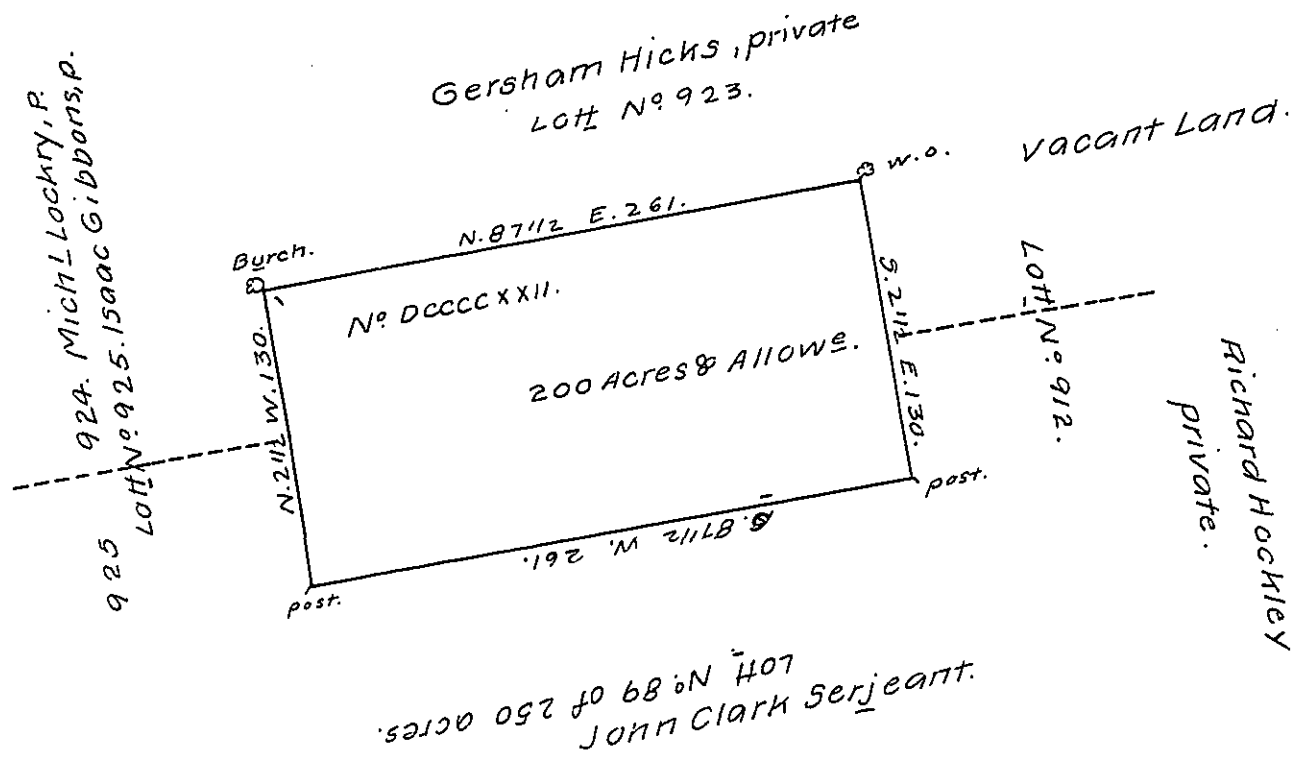 Gersham Hicks, private
Lott No. 923.
W.O.
Vacant Land.
924. Michl Lockry, P.
Lott No. 925. Isaac Gibbons, p.
925
Burch.
N. 87 1/2 E. 261.
No. DCCCCXXII.
200 Acres & Allowe.
N. 2 1/2 W. 130.
S. 2 1/2 E. 130.
Lott No. 912.
Richard Hockley
private.
post.
S. 87 1/2 W. 261.
post.
Lott No. 89 of 250 acres.
John Clark Serjeant.